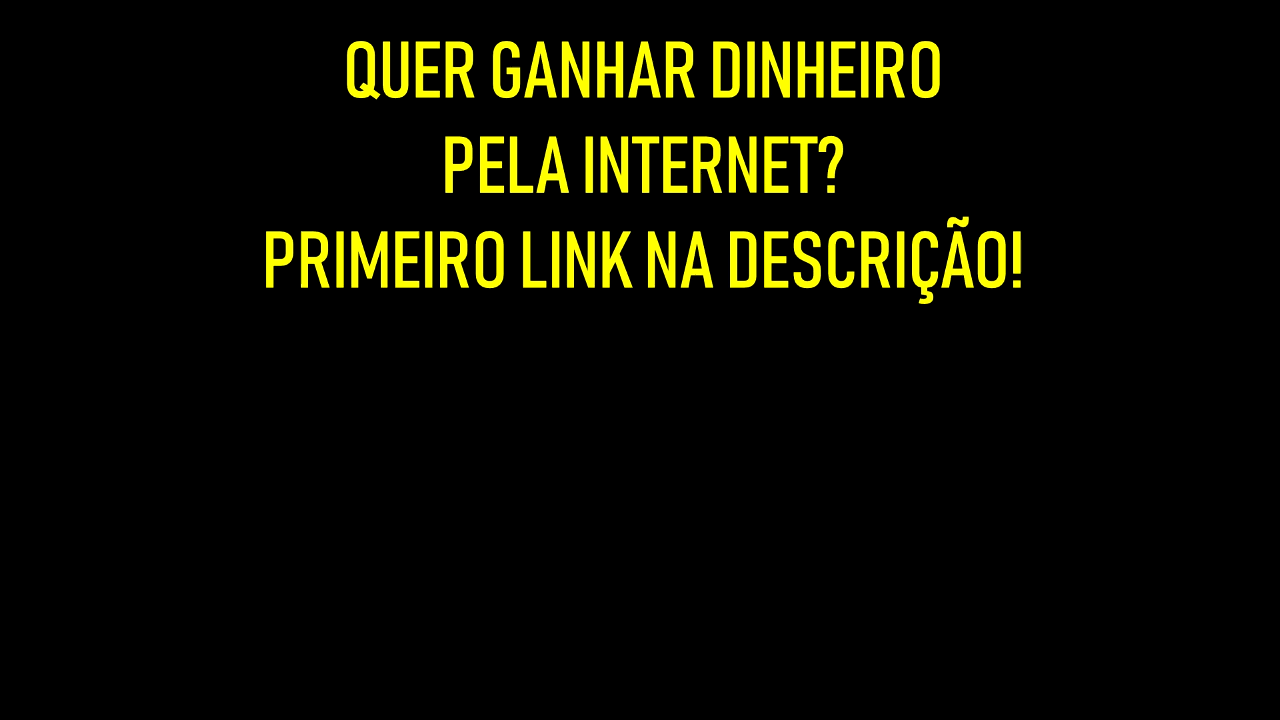 QUER GANHAR DINHEIRO
PELA INTERNET?
PRIMEIRO LINK NA DESCRIÇÃO!